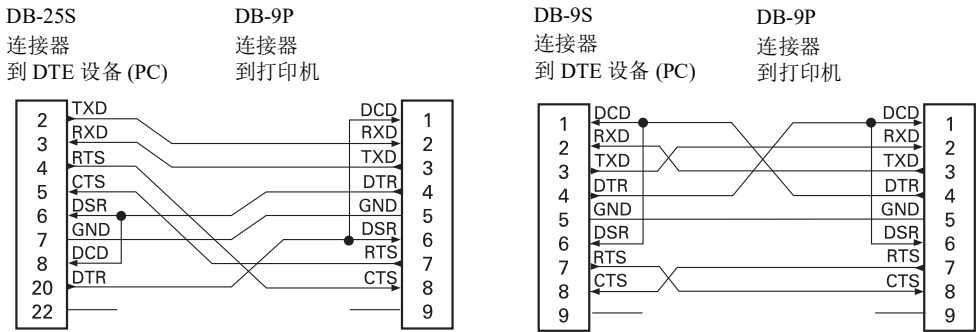 DB-25S
连接器
到 DTE 设备 (PC)
DB-9P
连接器
到打印机
2 TXD
3 RXD
4 RTS
5 CTS
6 DSR
7 GND
8 DCD
20 DTR
22
DCD 1
RXD 2
TXD 3
DTR 4
GND 5
DSR 6
RTS 7
CTS 8
9
DB-9S
连接器
到 DTE 设备 (PC)
DB-9P
连接器
到打印机
1 DCD
2 RXD
3 TXD
4 DTR
5 GND
6 DSR
7 RTS
8 CTS
9
DCD 1
RXD 2
TXD 3
DTR 4
GND 5
DSR 6
RTS 7
CTS 8
9